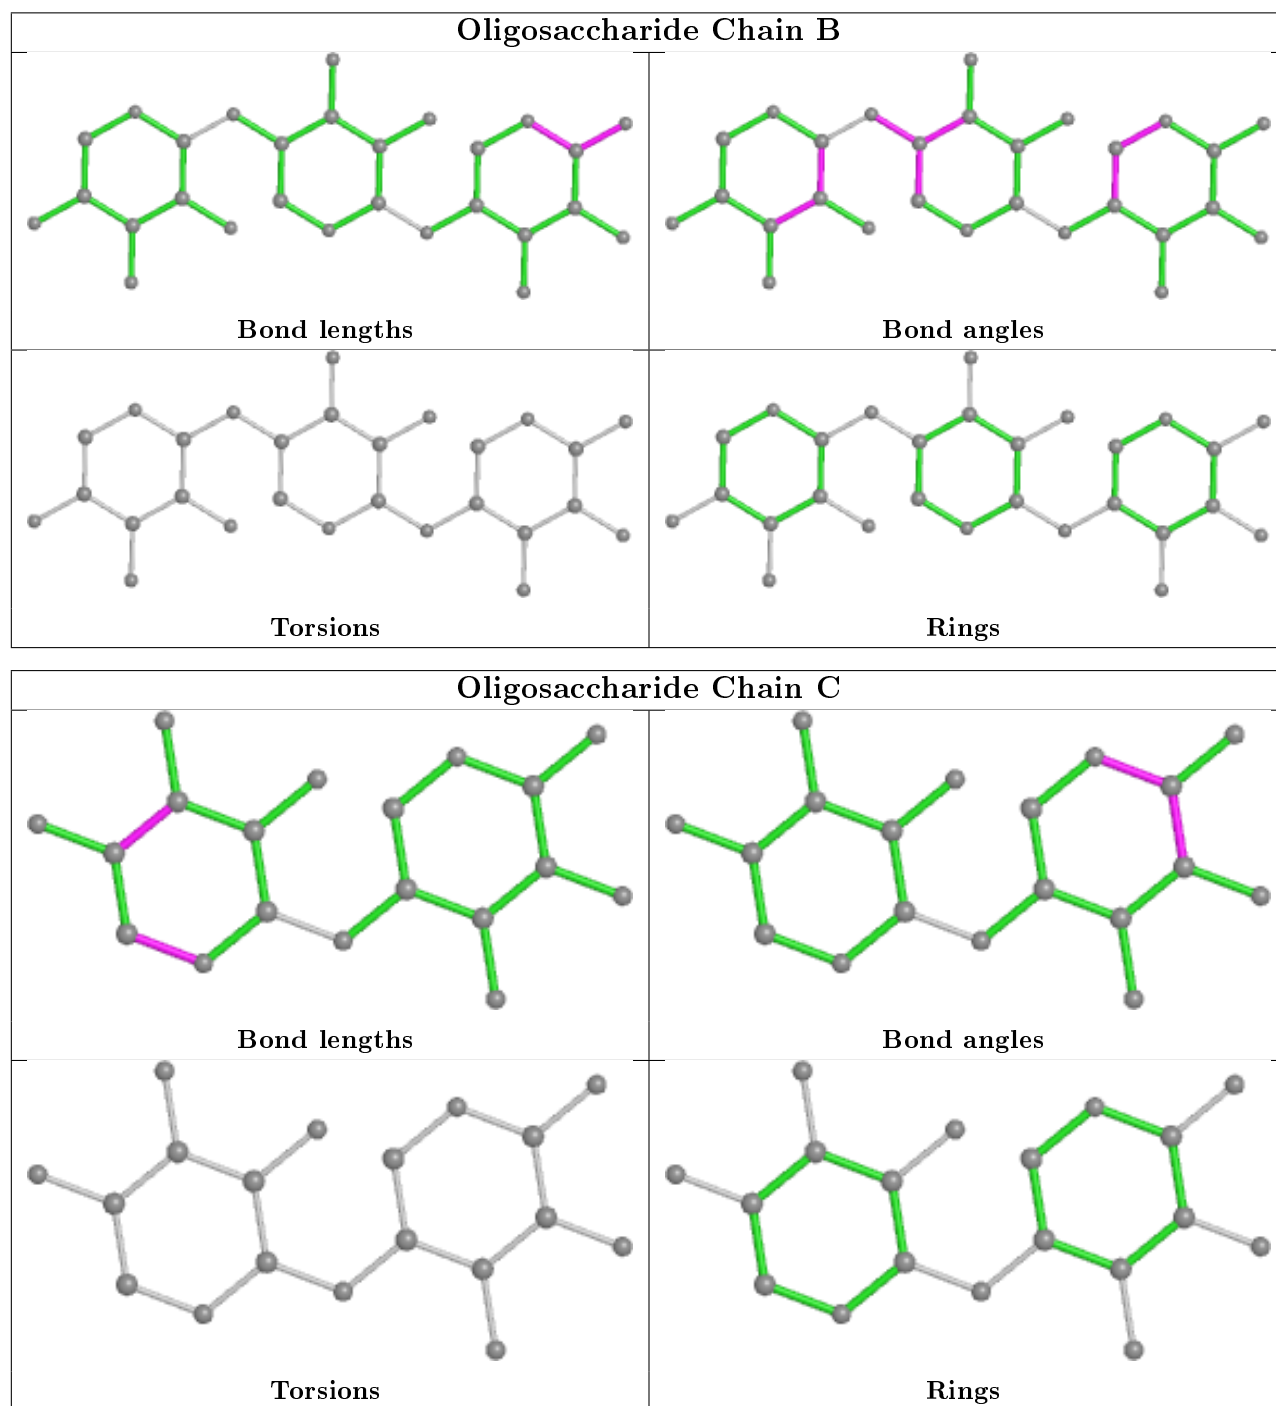 Oligosaccharide Chain B
Bond lengths
Bond angles
Torsions
Rings
Oligosaccharide Chain C
Bond lengths
Bond angles
Torsions
Rings